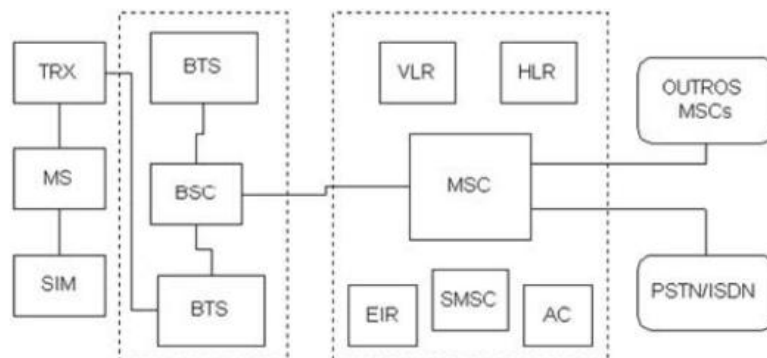 TRX
MS
SIM
BTS
BSC
BTS
VLR
HLR
MSC
EIR
SMSC
AC
OUTROS
MSCs
PSTN/ISDN